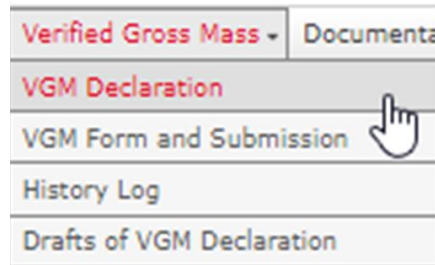 Verified Gross Mass Documenta
VGM Declaration
VGM Form and Submission
History Log
Drafts of VGM Declaration